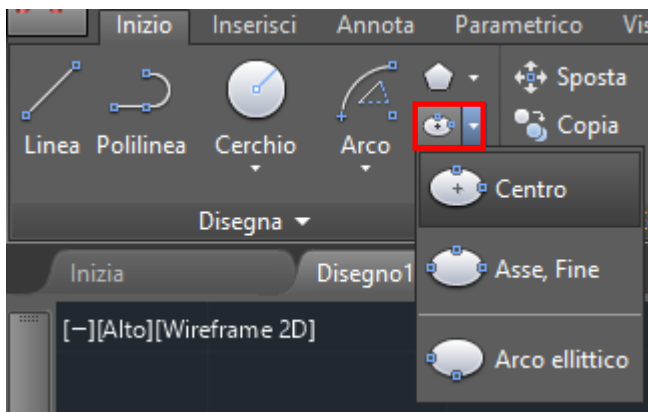 Inizio Inserisci Annota Parametrico
Sposta
Copia
Linea Polilinea Cerchio Arco
Centro
Disegna
Inizia Disegno1
Asse, Fine
[−][Alto][Wireframe 2D]
Arco ellittico